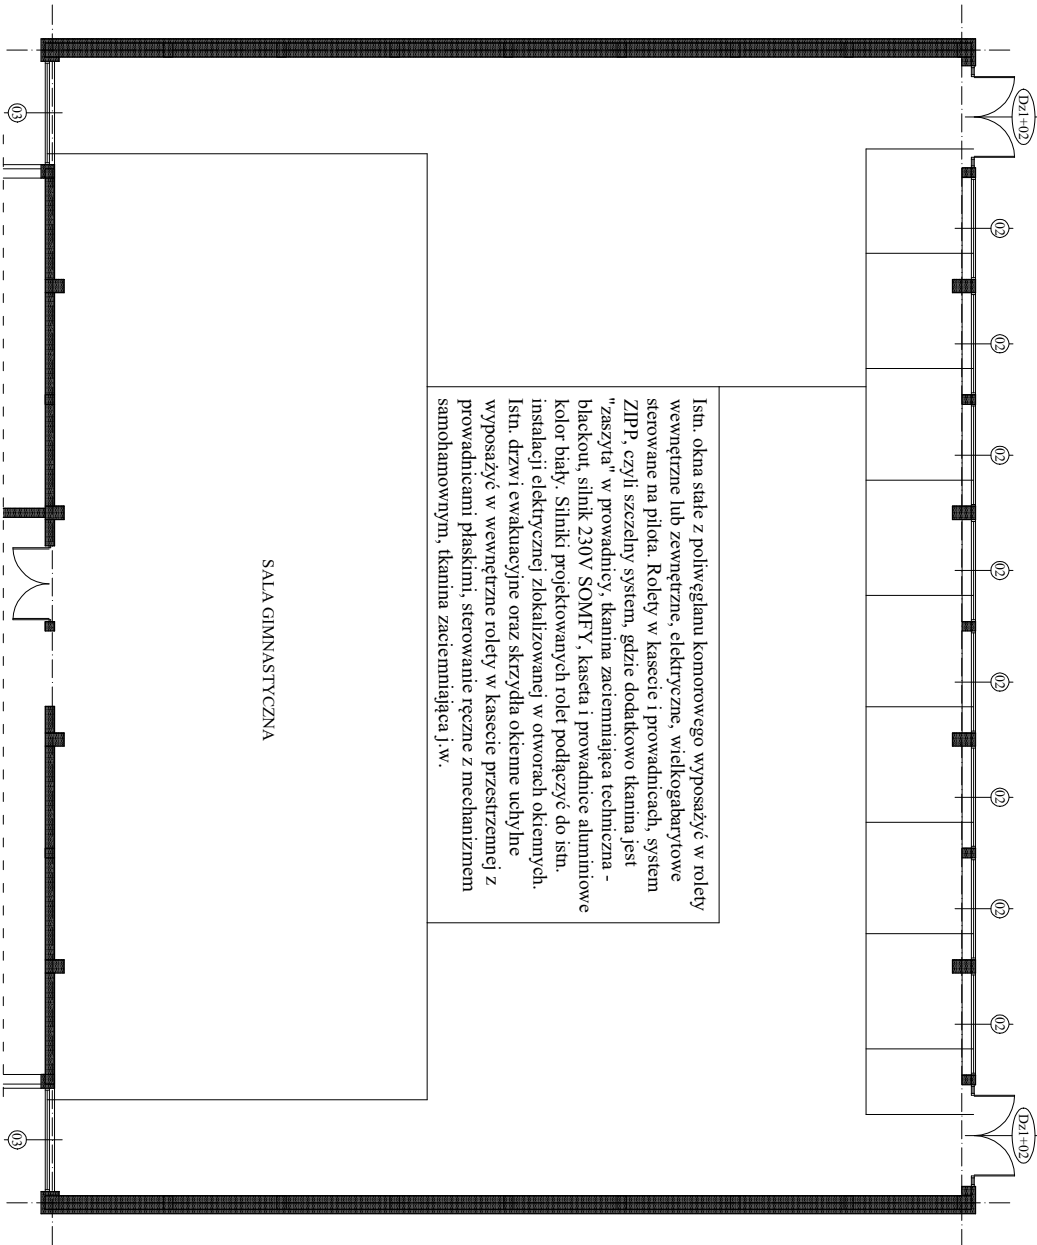 Dz1+02
02
02
02
02
02
02
02
02
Dz1+02
Istn. okna stałe z poliwęglanu komorowego wyposażyć w rolety
wewnętrzne lub zewnętrzne, elektryczne, wielkogabarytowe
sterowane na pilota. Rolety w kasecie i prowadnicach, system
ZIPP, czyli szczelny system, gdzie dodatkowo tkanina jest
"zaszyta" w prowadnicy, tkanina zaciemniająca techniczna -
blackout, silnik 230V SOMFY, kaseta i prowadnice aluminiowe
kolor biały. Silniki projektowanych rolet podłączyć do istn.
instalacji elektrycznej zlokalizowanej w otworach okiennych.
Istn. drzwi ewakuacyjne oraz skrzydła okienne uchylne
wyposażyć w wewnętrzne rolety w kasecie przestrzennej z
prowadnicami płaskimi, sterowanie ręczne z mechanizmem
samohamownym, tkanina zaciemniająca j.w.
SALA GIMNASTYCZNA
03
03